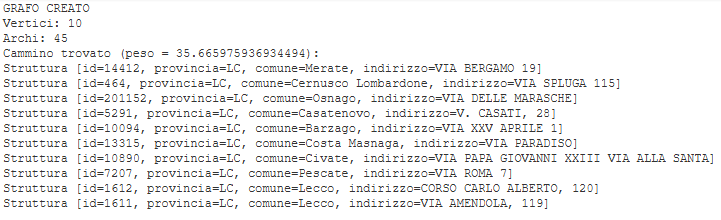 GRAFO CREATO
Vertici: 10
Archi: 45
Cammino trovato (peso = 35.665975936934494):
Struttura [id=14412, provincia=LC, comune=Merate, indirizzo=VIA BERGAMO 19]
Struttura [id=464, provincia=LC, comune=Cernusco Lombardone, indirizzo=VIA SPLUGA 115]
Struttura [id=201152, provincia=LC, comune=Osnago, indirizzo=VIA DELLE MARASCHE]
Struttura [id=5291, provincia=LC, comune=Casatenovo, indirizzo=V. CASATI, 28]
Struttura [id=10094, provincia=LC, comune=Barzago, indirizzo=VIA XXV APRILE 1]
Struttura [id=13315, provincia=LC, comune=Costa Masnaga, indirizzo=VIA PARADISO]
Struttura [id=10890, provincia=LC, comune=Civate, indirizzo=VIA PAPA GIOVANNI XXIII VIA ALLA SANTA]
Struttura [id=7207, provincia=LC, comune=Pescate, indirizzo=VIA ROMA 7]
Struttura [id=1612, provincia=LC, comune=Lecco, indirizzo=CORSO CARLO ALBERTO, 120]
Struttura [id=1611, provincia=LC, comune=Lecco, indirizzo=VIA AMENDOLA, 119]